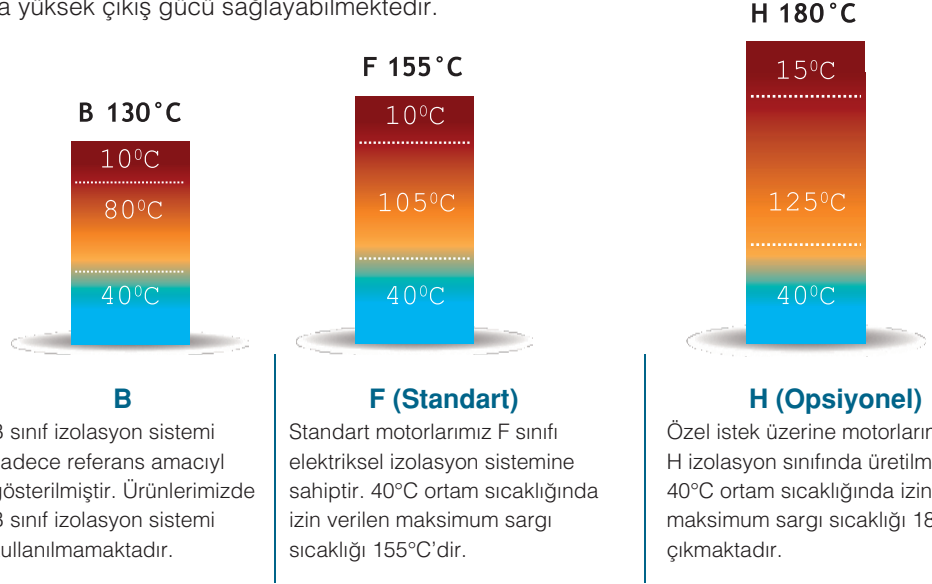 a yüksek çıkış gücü sağlayabilmektedir.
B 130°C
10⁰C
80⁰C
40⁰C
F 155°C
10⁰C
105⁰C
40⁰C
H 180°C
15⁰C
125⁰C
40⁰C
B
sınıf izolasyon sistemi
adece referans amacıyl
österilmiştir. Ürünlerimizde
sınıf izolasyon sistemi
ullanılmamaktadır.
F (Standart)
Standart motorlarımız F sınıfı
elektriksel izolasyon sistemine
sahiptir. 40°C ortam sıcaklığında
izin verilen maksimum sargı
sıcaklığı 155°C’dir.
H (Opsiyonel)
Özel istek üzerine motorların
H izolasyon sınıfında üretilm
40°C ortam sıcaklığında izin
maksimum sargı sıcaklığı 18
çıkmaktadır.